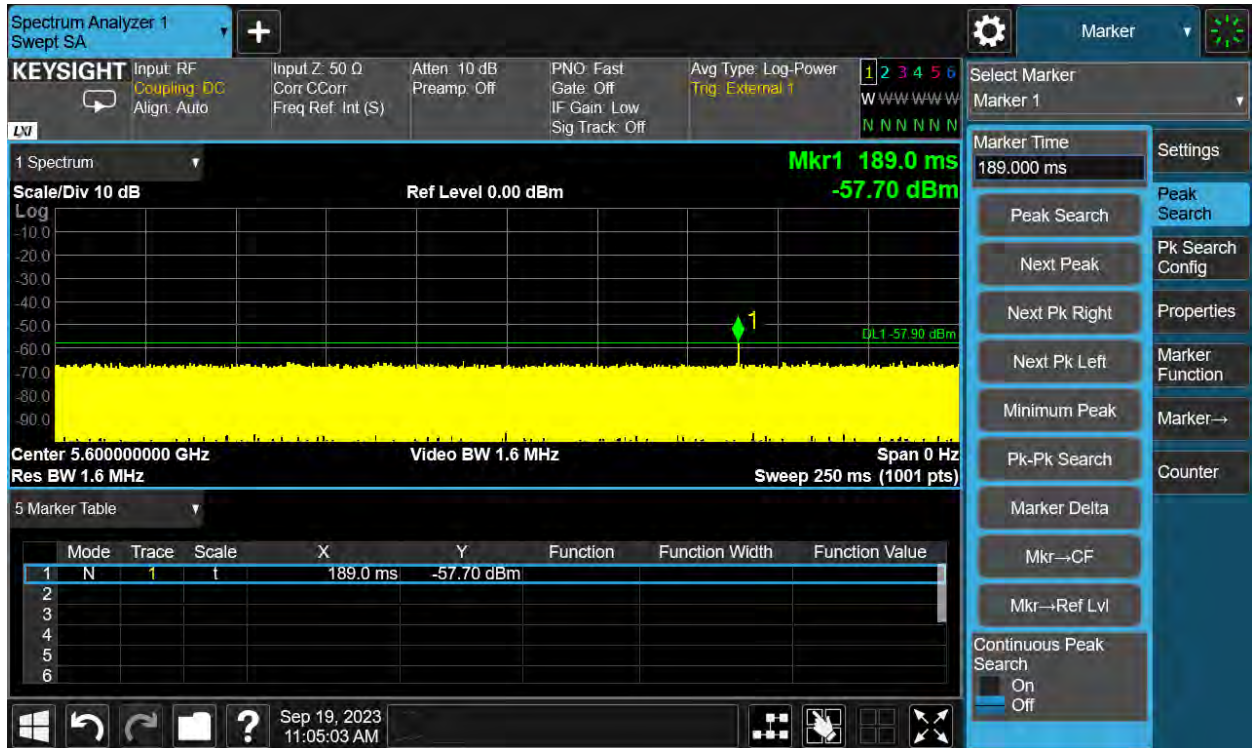 Spectrum Analyzer 1
Swept SA
Marker
KEYSIGHT
Input: RF
Coupling: DC
Align: Auto
Input Z: 50 Ω
Corr CCorr
Freq Ref: Int (S)
Atten: 10 dB
Preamp: Off
PNO: Fast
Gate: Off
IF Gain: Low
Sig Track: Off
Avg Type: Log-Power
Trig: External 1
1 2 3 4 5 6
W W W W W W
N N N N N N
LXI
Select Marker
Marker 1
1 Spectrum
Mkr1 189.0 ms
-57.70 dBm
Scale/Div 10 dB
Ref Level 0.00 dBm
Log
-10.0
-20.0
-30.0
-40.0
-50.0
-60.0
-70.0
-80.0
-90.0
1
DL1 -57.90 dBm
Center 5.600000000 GHz
Video BW 1.6 MHz
Span 0 Hz
Res BW 1.6 MHz
Sweep 250 ms (1001 pts)
5 Marker Table
Mode Trace Scale X Y Function Function Width Function Value
1 N 1 t 189.0 ms -57.70 dBm
2
3
4
5
6
Marker Time
189.000 ms
Peak Search
Next Peak
Next Pk Right
Next Pk Left
Minimum Peak
Pk-Pk Search
Marker Delta
Mkr→CF
Mkr→Ref Lvl
Continuous Peak
Search
On
Off
Settings
Peak
Search
Pk Search
Config
Properties
Marker
Function
Marker→
Counter
?
Sep 19, 2023
11:05:03 AM